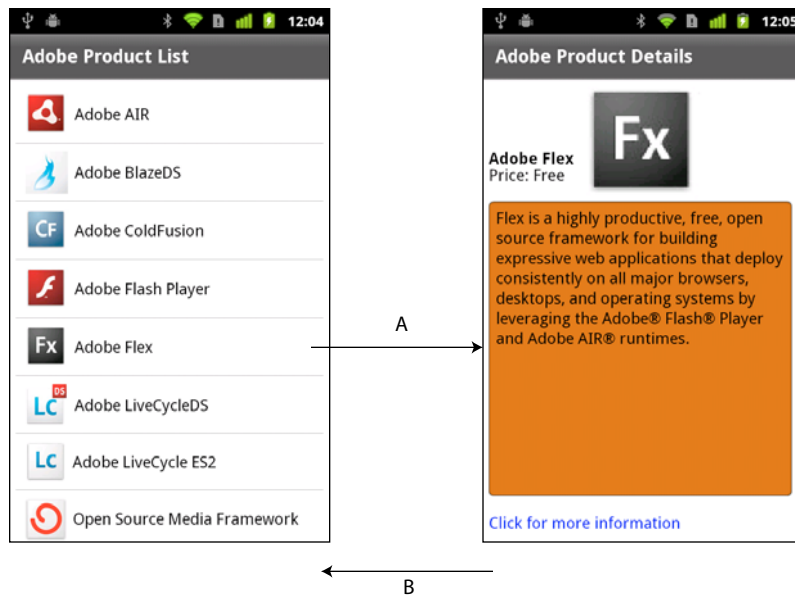 12:04
Adobe Product List
Adobe AIR
Adobe BlazeDS
CF
Adobe ColdFusion
Adobe Flash Player
Fx
Adobe Flex
LC
DS
Adobe LiveCycleDS
LC
Adobe LiveCycle ES2
Open Source Media Framework
A
B
12:05
Adobe Product Details
Fx
Adobe Flex
Price: Free
Flex is a highly productive, free, open
source framework for building
expressive web applications that deploy
consistently on all major browsers,
desktops, and operating systems by
leveraging the Adobe® Flash® Player
and Adobe AIR® runtimes.
Click for more information